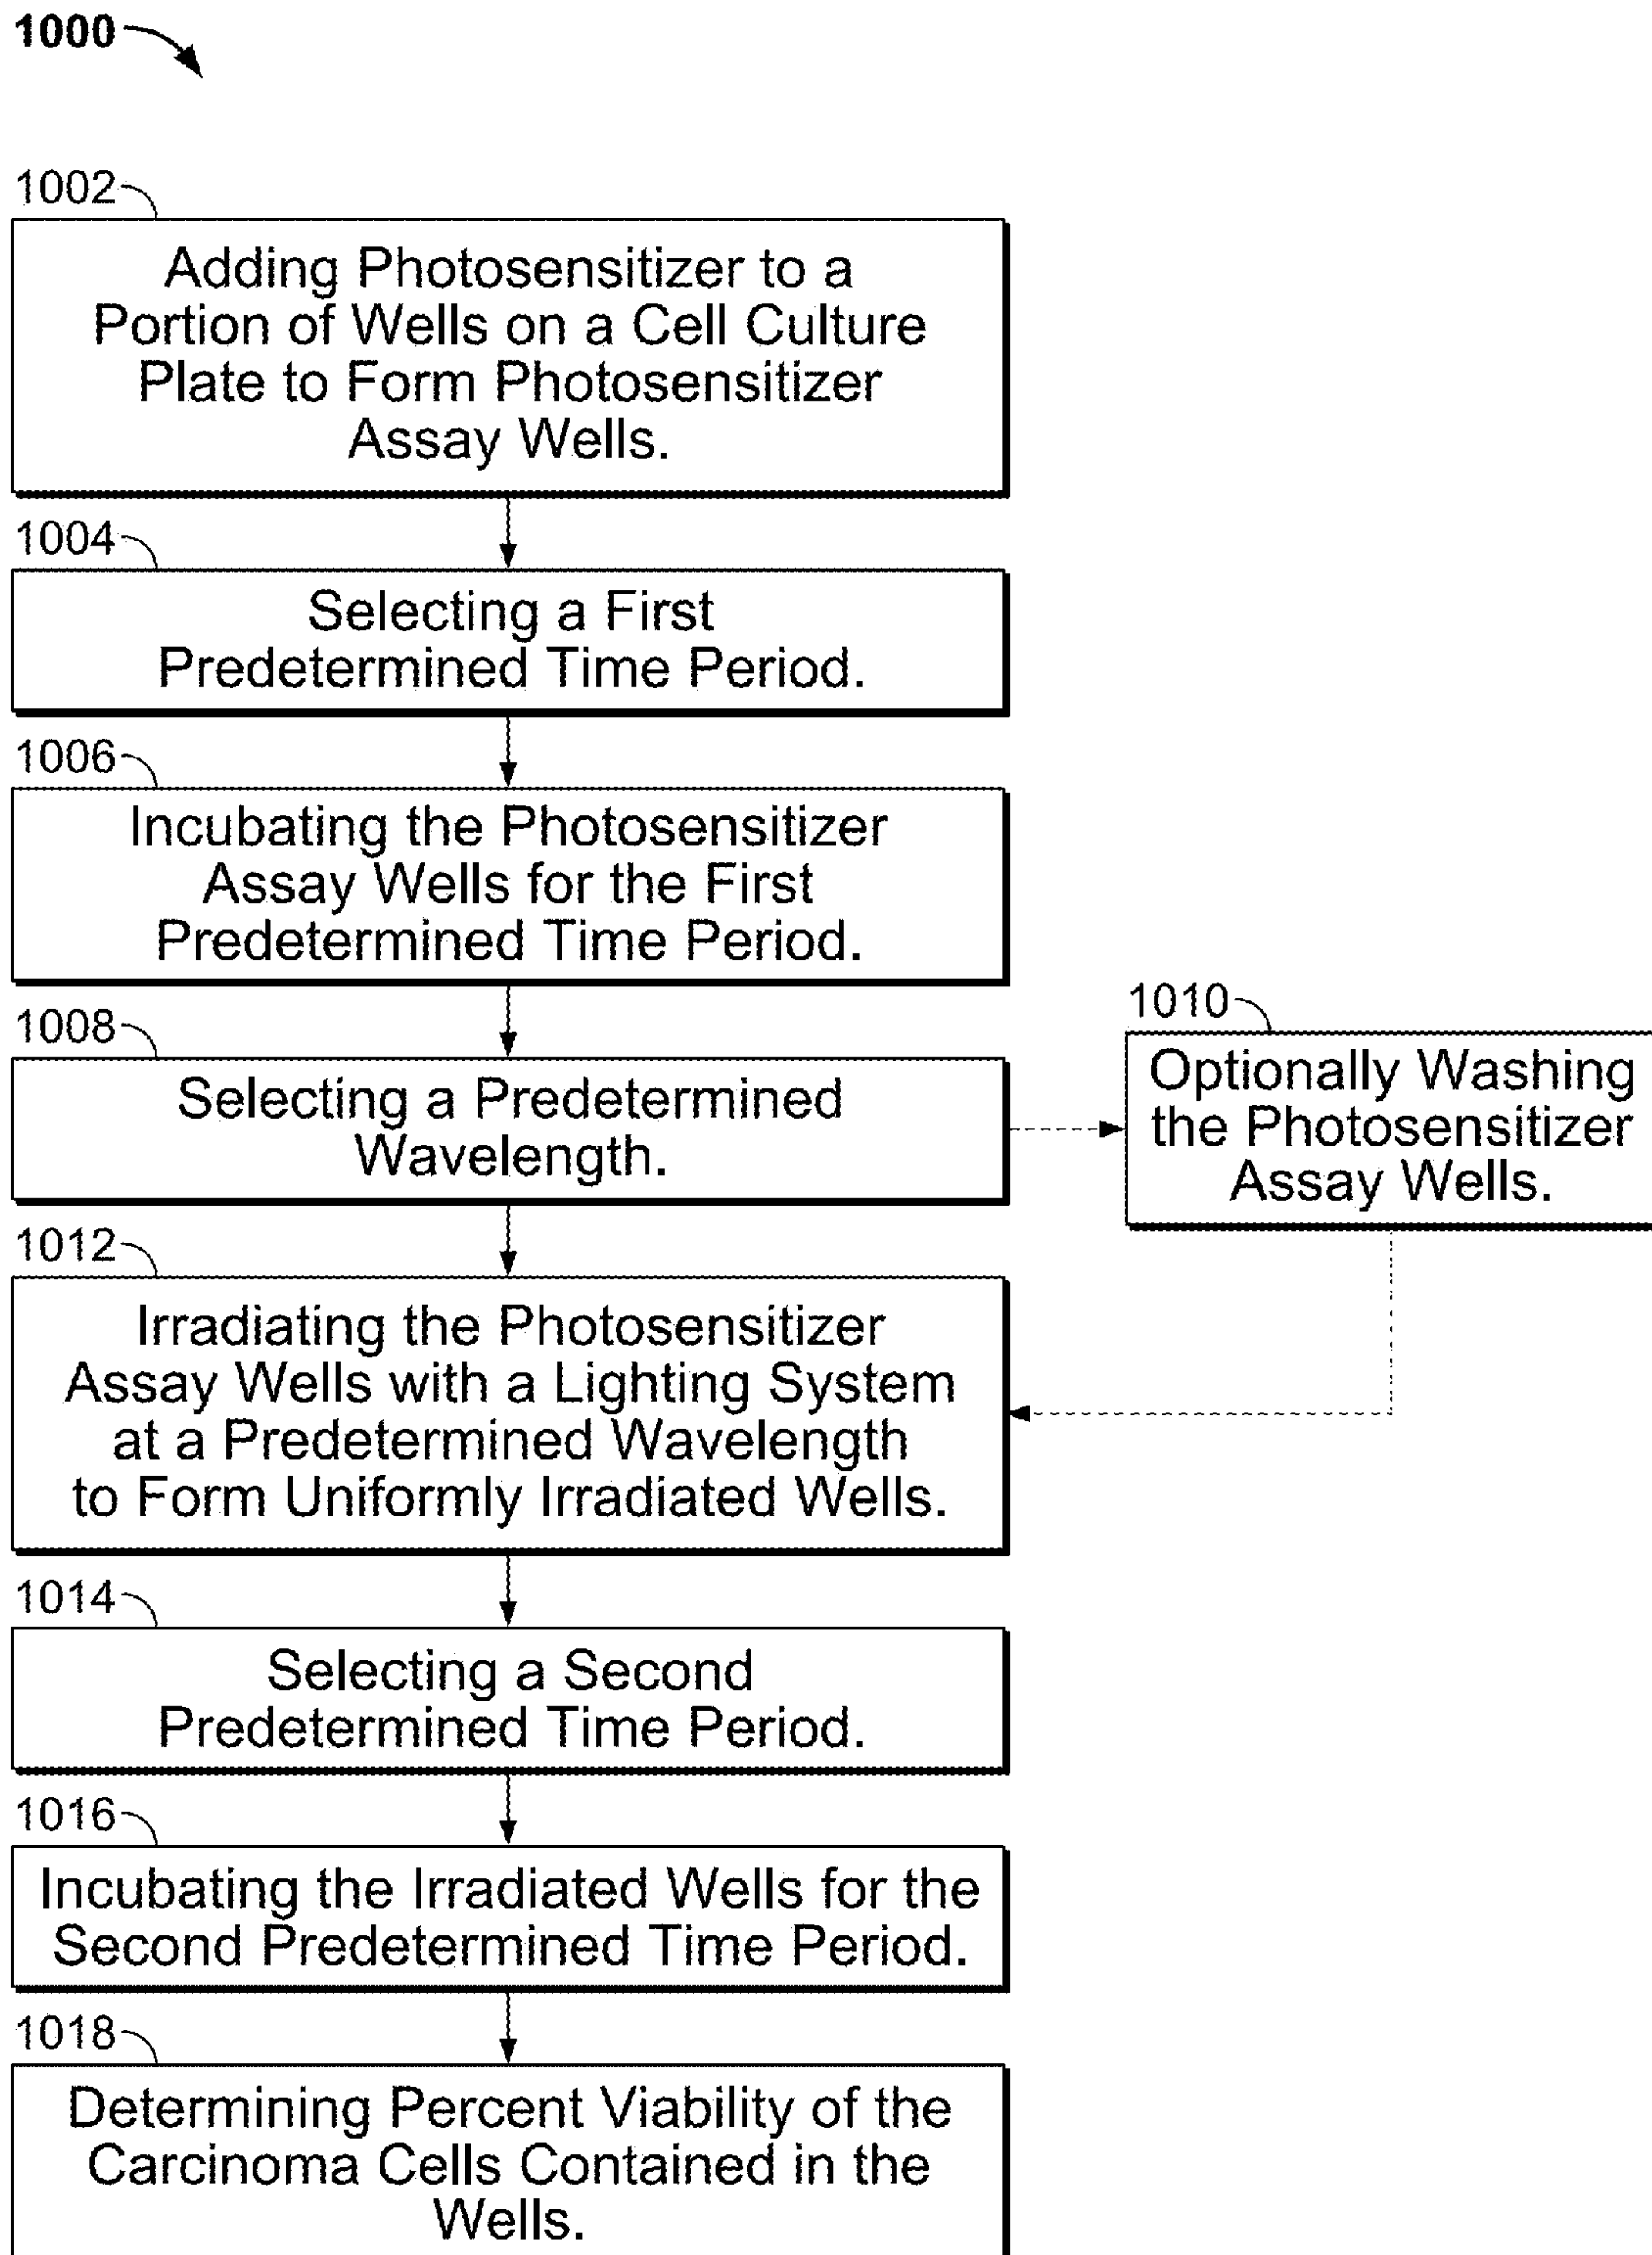 1000
1002
Adding Photosensitizer to a
Portion of Wells on a Cell Culture
Plate to Form Photosensitizer
Assay Wells.
1004
Selecting a First
Predetermined Time Period.
1006
Incubating the Photosensitizer
Assay Wells for the First
Predetermined Time Period.
1008
Selecting a Predetermined
Wavelength.
1010
Optionally Washing
the Photosensitizer
Assay Wells.
1012
Irradiating the Photosensitizer
Assay Wells with a Lighting System
at a Predetermined Wavelength
to Form Uniformly Irradiated Wells.
1014
Selecting a Second
Predetermined Time Period.
1016
Incubating the Irradiated Wells for the
Second Predetermined Time Period.
1018
Determining Percent Viability of the
Carcinoma Cells Contained in the
Wells.